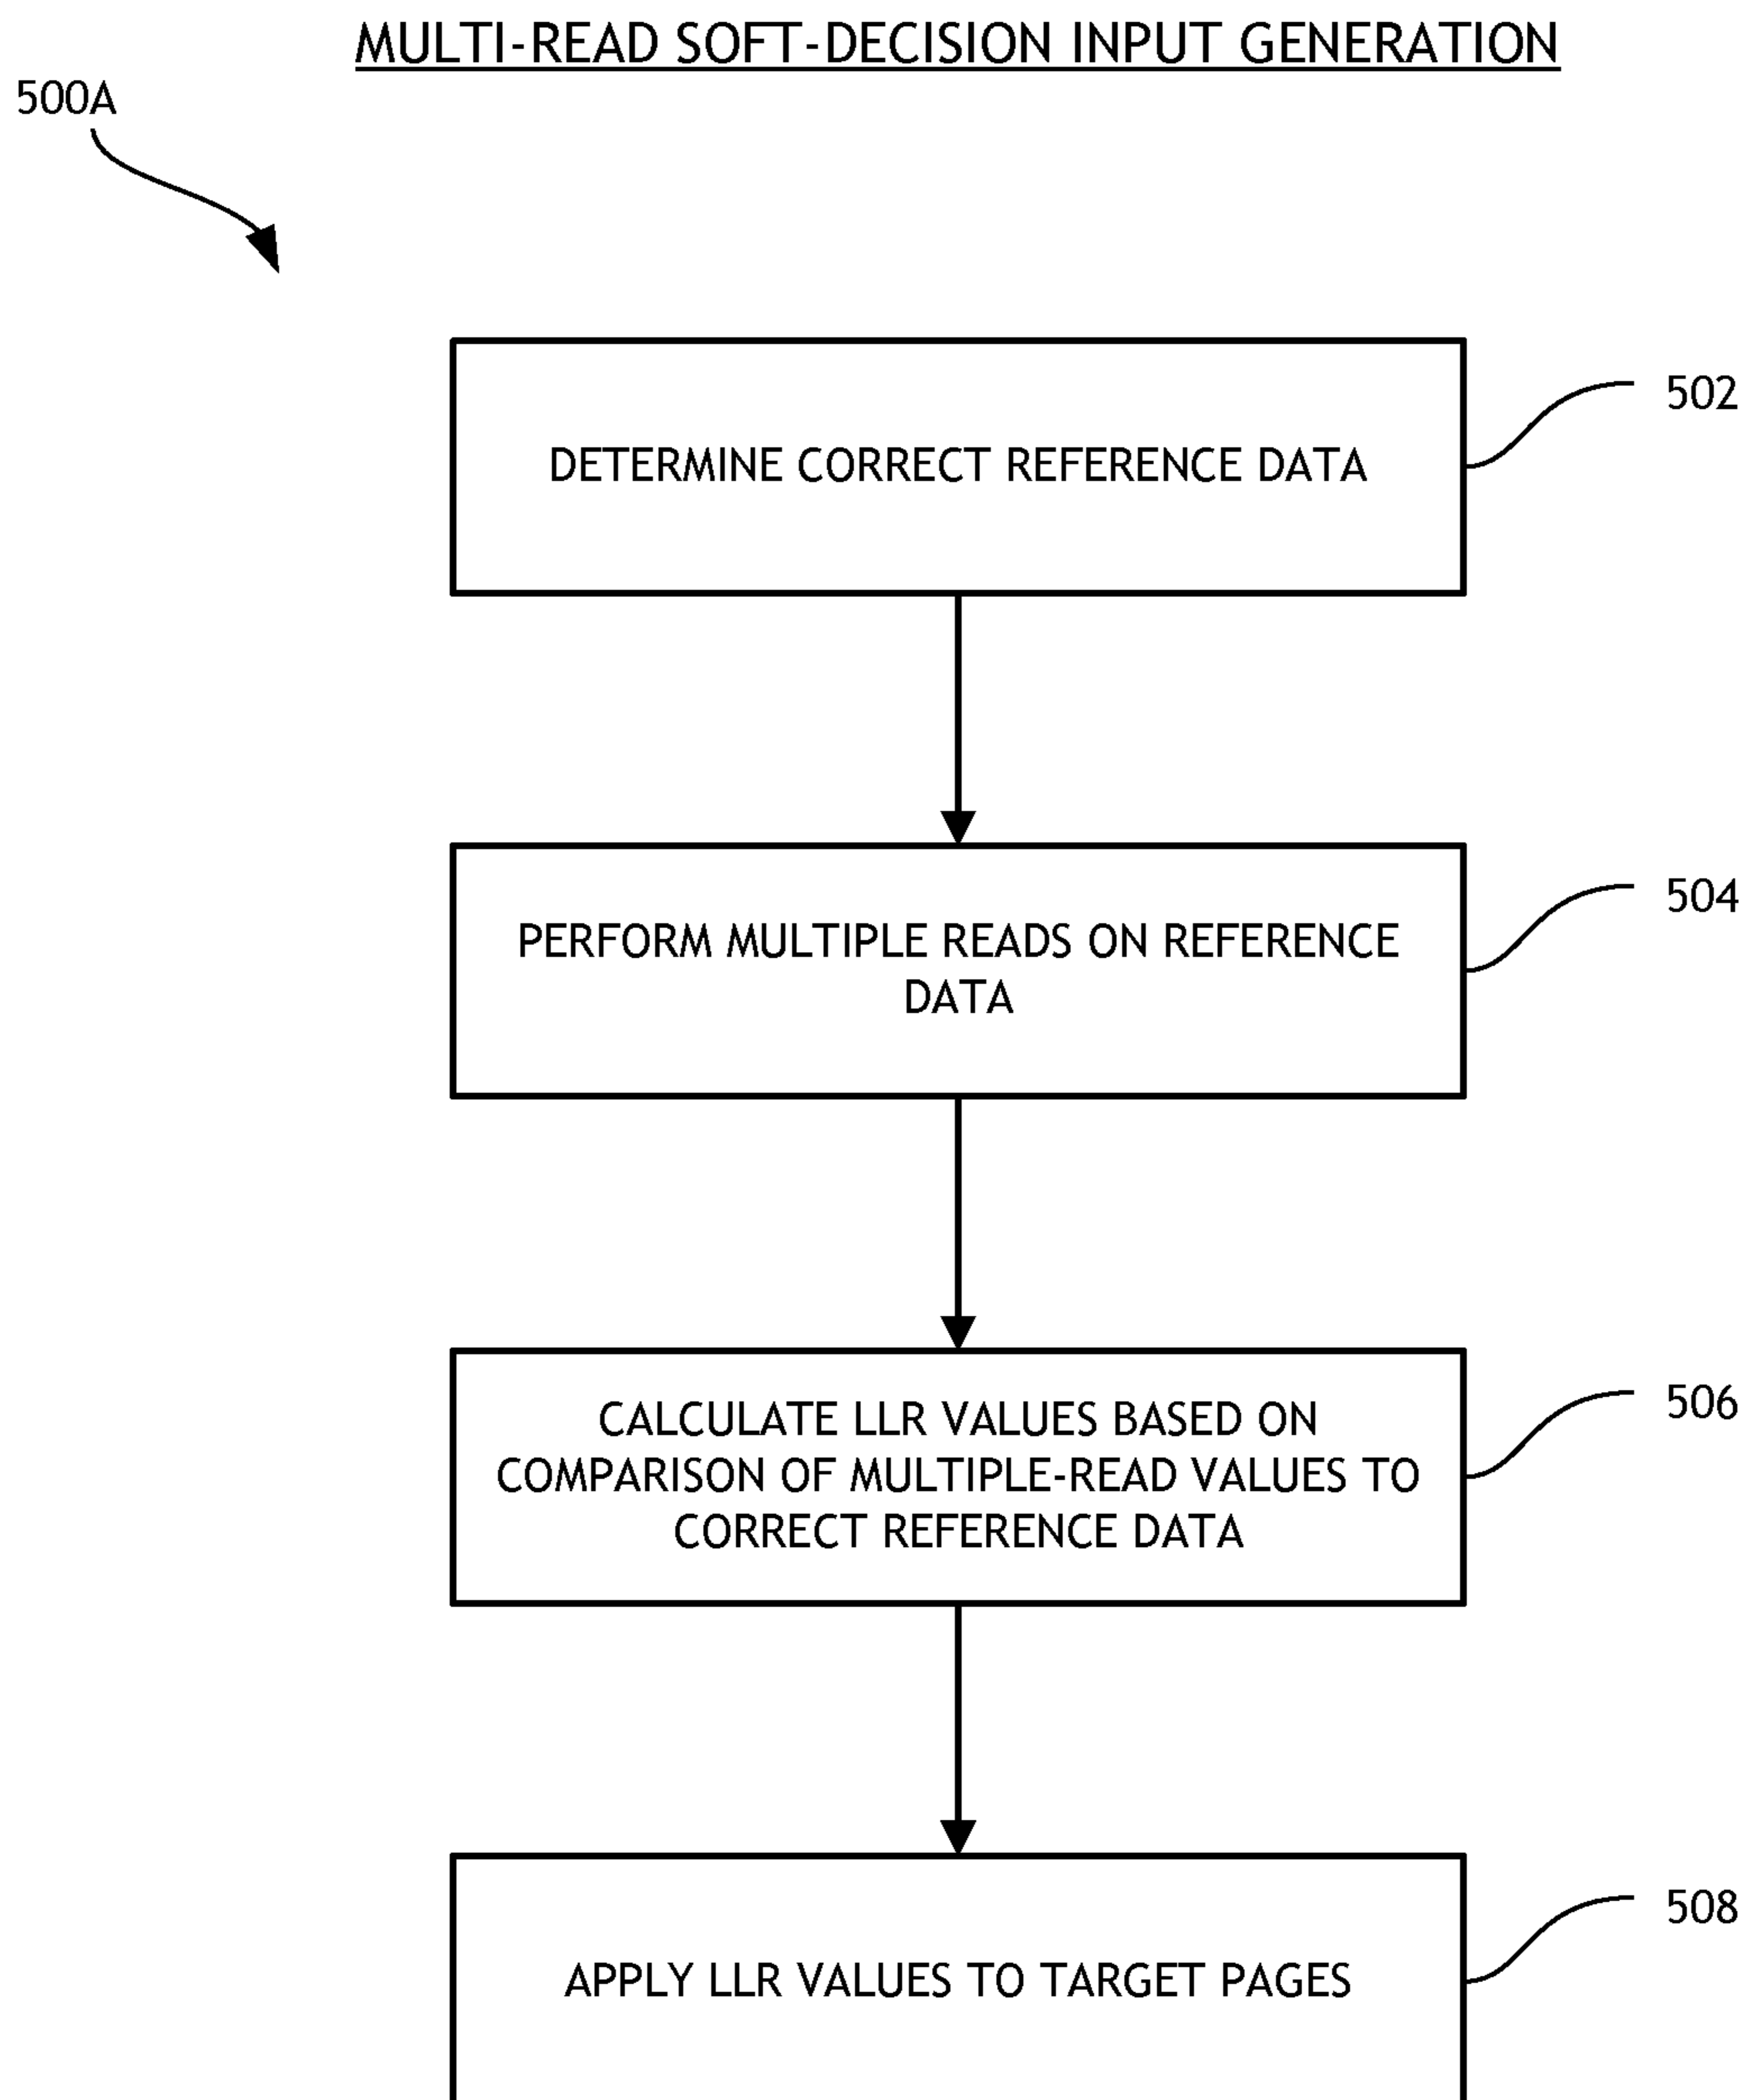 MULTI-READ SOFT-DECISION INPUT GENERATION
500A
DETERMINE CORRECT REFERENCE DATA
502
PERFORM MULTIPLE READS ON REFERENCE
DATA
504
CALCULATE LLR VALUES BASED ON
COMPARISON OF MULTIPLE-READ VALUES TO
CORRECT REFERENCE DATA
506
APPLY LLR VALUES TO TARGET PAGES
508